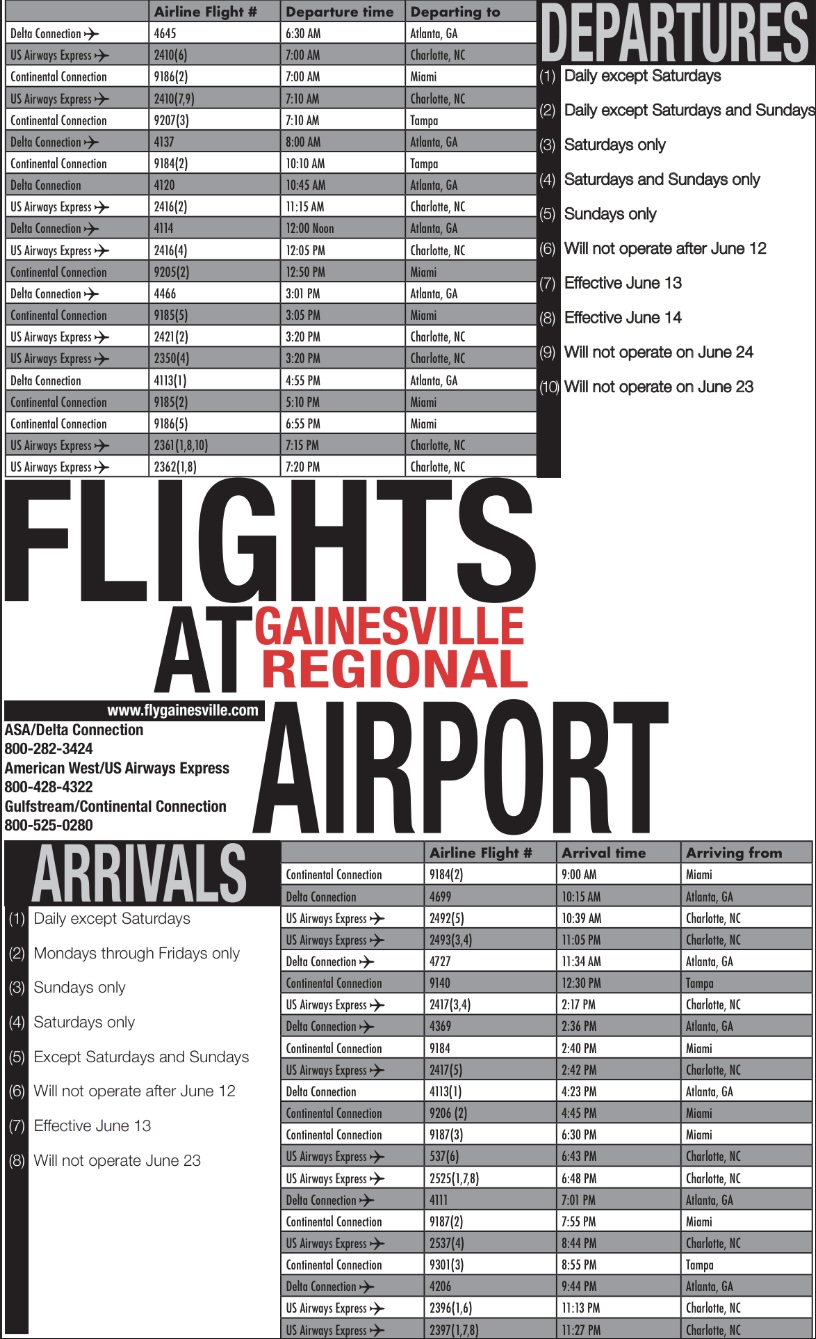 Airline Flight # Departure time Departing to
Delta Connection 4645 6:30 AM Atlanta, GA
US Airways Express 2410(6) 7:00 AM Charlotte, NC
Continental Connection 9186(2) 7:00 AM Miami
US Airways Express 2410(7,9) 7:10 AM Charlotte, NC
Continental Connection 9207(3) 7:10 AM Tampa
Delta Connection 4137 8:00 AM Atlanta, GA
Continental Connection 9184(2) 10:10 AM Tampa
Delta Connection 4120 10:45 AM Atlanta, GA
US Airways Express 2416(2) 11:15 AM Charlotte, NC
Delta Connection 4114 12:00 Noon Atlanta, GA
US Airways Express 2416(4) 12:05 PM Charlotte, NC
Continental Connection 9205(2) 12:50 PM Miami
Delta Connection 4466 3:01 PM Atlanta, GA
Continental Connection 9185(5) 3:05 PM Miami
US Airways Express 2421(2) 3:20 PM Charlotte, NC
US Airways Express 2350(4) 3:20 PM Charlotte, NC
Delta Connection 4113(1) 4:55 PM Atlanta, GA
Continental Connection 9185(2) 5:10 PM Miami
Continental Connection 9186(5) 6:55 PM Miami
US Airways Express 2361(1,8,10) 7:15 PM Charlotte, NC
US Airways Express 2362(1,8) 7:20 PM Charlotte, NC
DEPARTURES
(1) Daily except Saturdays
(2) Daily except Saturdays and Sundays
(3) Saturdays only
(4) Saturdays and Sundays only
(5) Sundays only
(6) Will not operate after June 12
(7) Effective June 13
(8) Effective June 14
(9) Will not operate on June 24
(10) Will not operate on June 23
FLIGHTS
AT GAINESVILLE
REGIONAL
AIRPORT
www.flygainesville.com
ASA/Delta Connection
800-282-3424
American West/US Airways Express
800-428-4322
Gulfstream/Continental Connection
800-525-0280
ARRIVALS
(1) Daily except Saturdays
(2) Mondays through Fridays only
(3) Sundays only
(4) Saturdays only
(5) Except Saturdays and Sundays
(6) Will not operate after June 12
(7) Effective June 13
(8) Will not operate June 23
Airline Flight # Arrival time Arriving from
Continental Connection 9184(2) 9:00 AM Miami
Delta Connection 4699 10:15 AM Atlanta, GA
US Airways Express 2492(5) 10:39 AM Charlotte, NC
US Airways Express 2493(3,4) 11:05 PM Charlotte, NC
Delta Connection 4727 11:34 AM Atlanta, GA
Continental Connection 9140 12:30 PM Tampa
US Airways Express 2417(3,4) 2:17 PM Charlotte, NC
Delta Connection 4369 2:36 PM Atlanta, GA
Continental Connection 9184 2:40 PM Miami
US Airways Express 2417(5) 2:42 PM Charlotte, NC
Delta Connection 4113(1) 4:23 PM Atlanta, GA
Continental Connection 9206 (2) 4:45 PM Miami
Continental Connection 9187(3) 6:30 PM Miami
US Airways Express 537(6) 6:43 PM Charlotte, NC
US Airways Express 2525(1,7,8) 6:48 PM Charlotte, NC
Delta Connection 4111 7:01 PM Atlanta, GA
Continental Connection 9187(2) 7:55 PM Miami
US Airways Express 2537(4) 8:44 PM Charlotte, NC
Continental Connection 9301(3) 8:55 PM Tampa
Delta Connection 4206 9:44 PM Atlanta, GA
US Airways Express 2396(1,6) 11:13 PM Charlotte, NC
US Airways Express 2397(1,7,8) 11:27 PM Charlotte, NC